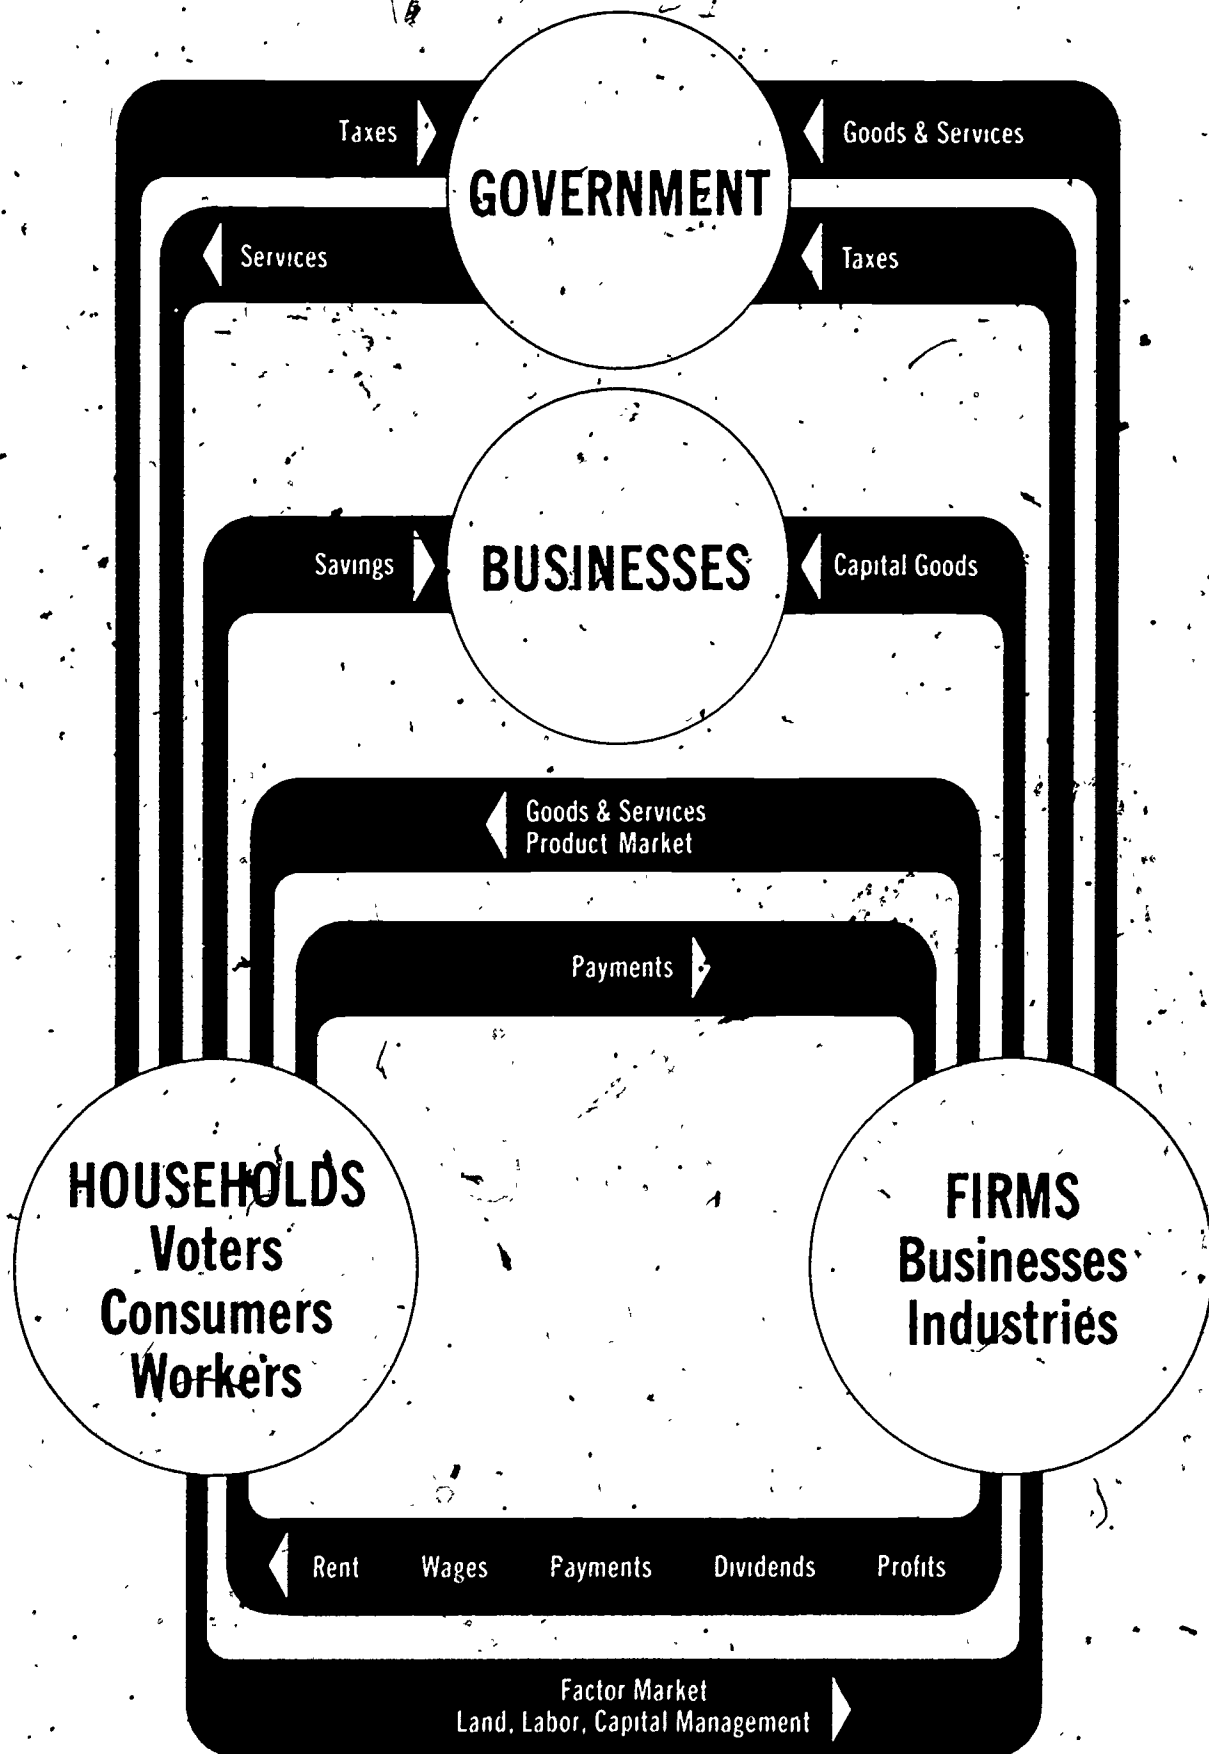 Taxes
Goods & Services
GOVERNMENT
Services
Taxes
Savings
BUSINESSES
Capital Goods
Goods & Services
Product Market
Payments
HOUSEHOLDS
Voters
Consumers
Workers
FIRMS
Businesses
Industries
Rent Wages Payments Dividends Profits
Factor Market
Land, Labor, Capital Management